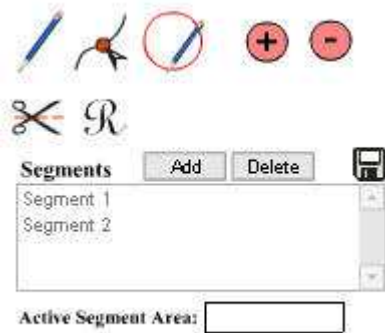 + -
R
Segments Add Delete
Segment 1
Segment 2
Active Segment Area: